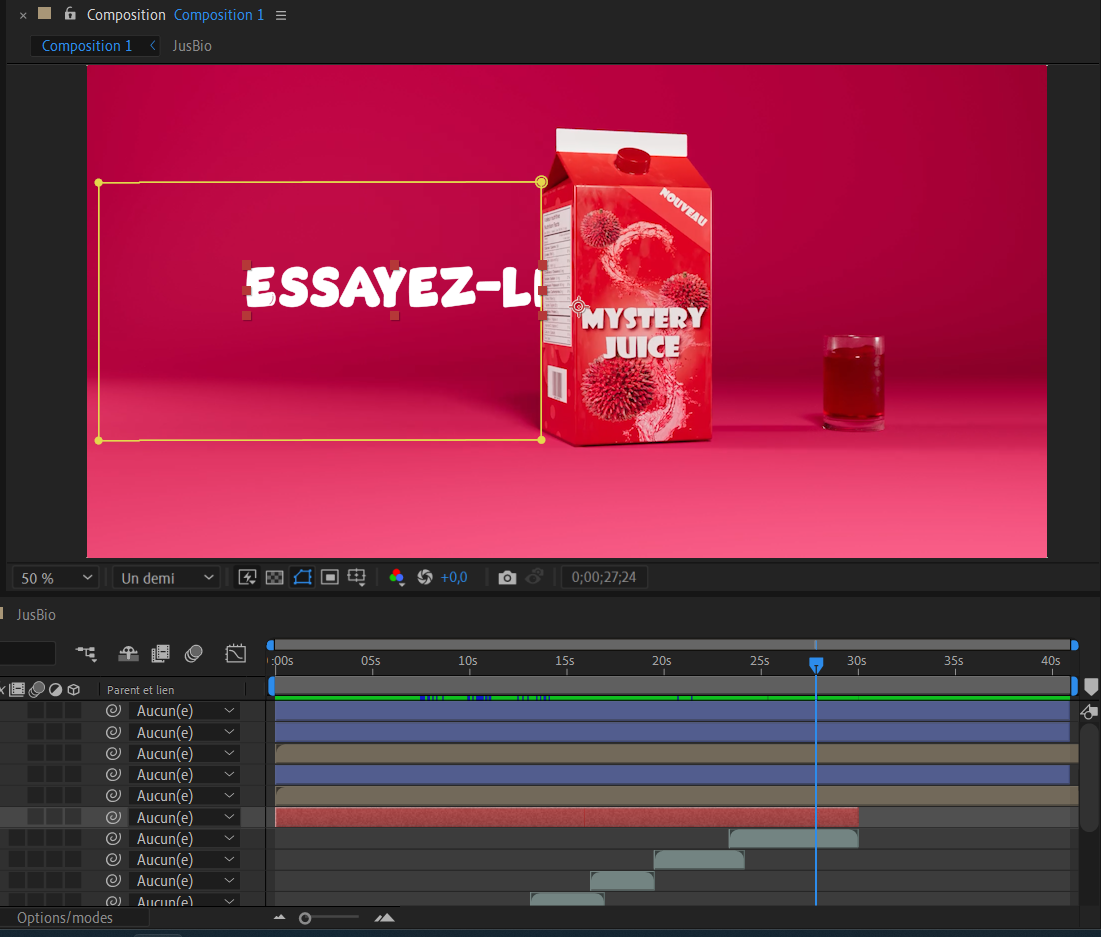 Composition Composition 1
Composition 1 JusBio
NOUVEAU
ESSAYEZ-L
MYSTERY
JUICE
50 % Un demi +0,0 0;00;27;24
JusBio
:00s 05s 10s 15s 20s 25s 30s 35s 40s
Parent et lien
Aucun(e)
Aucun(e)
Aucun(e)
Aucun(e)
Aucun(e)
Aucun(e)
Aucun(e)
Aucun(e)
Aucun(e)
Aucun(e)
Options/modes